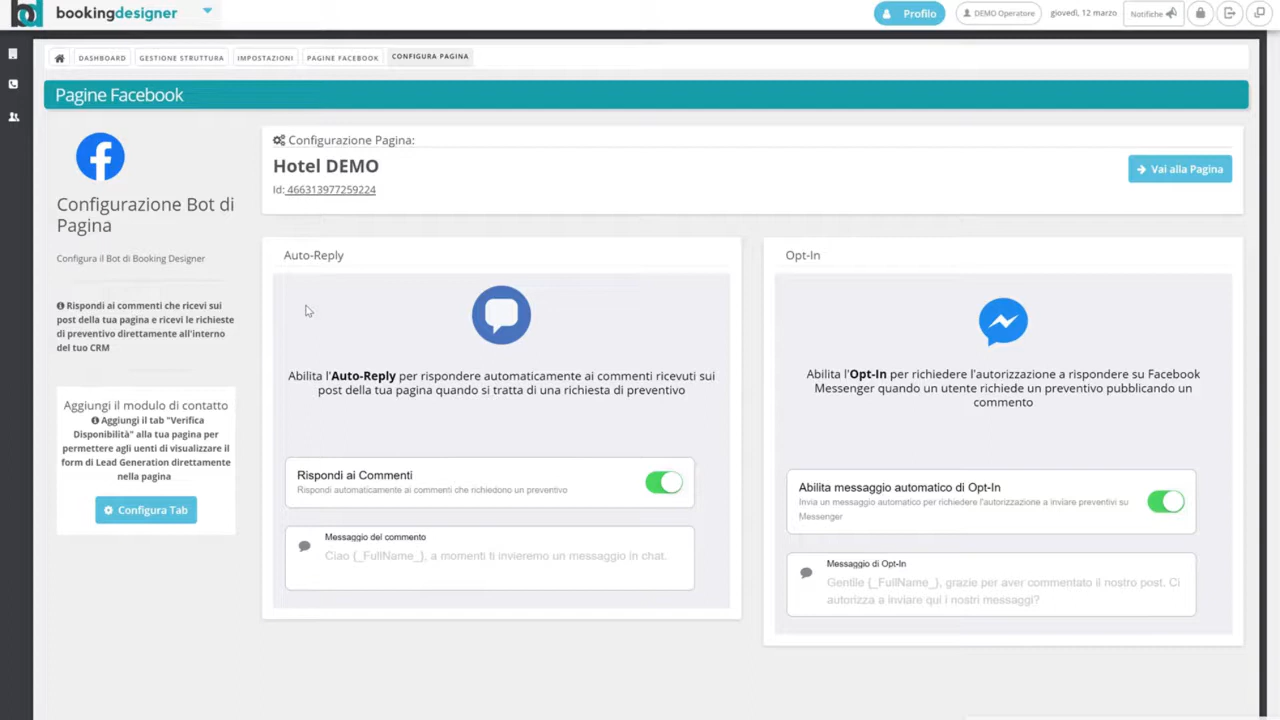 bookingdesigner
Profilo
DEMO Operatore
giovedì, 12 marzo
Notifiche
DASHBOARD
GESTIONE STRUTTURA
IMPOSTAZIONI
PAGINE FACEBOOK
CONFIGURA PAGINA
Pagine Facebook
Configurazione Bot di
Pagina
Configura il Bot di Booking Designer
Rispondi ai commenti che ricevi sui
post della tua pagina e ricevi le richieste
di preventivo direttamente all'interno
del tuo CRM
Aggiungi il modulo di contatto
Aggiungi il tab "Verifica
Disponibilità" alla tua pagina per
permettere agli uenti di visualizzare il
form di Lead Generation direttamente
nella pagina
Configura Tab
Configurazione Pagina:
Hotel DEMO
Id: 466313977259224
Vai alla Pagina
Auto-Reply
Abilita l'Auto-Reply per rispondere automaticamente ai commenti ricevuti sui
post della tua pagina quando si tratta di una richiesta di preventivo
Rispondi ai Commenti
Rispondi automaticamente ai commenti che richiedono un preventivo
Messaggio del commento
Ciao {_FullName_}, a momenti ti invieremo un messaggio in chat.
Opt-In
Abilita l'Opt-In per richiedere l'autorizzazione a rispondere su Facebook
Messenger quando un utente richiede un preventivo pubblicando un
commento
Abilita messaggio automatico di Opt-In
Invia un messaggio automatico per richiedere l'autorizzazione a inviare preventivi su
Messenger
Messaggio di Opt-In
Gentile {_FullName_}, grazie per aver commentato il nostro post. Ci
autorizza a inviare qui i nostri messaggi?